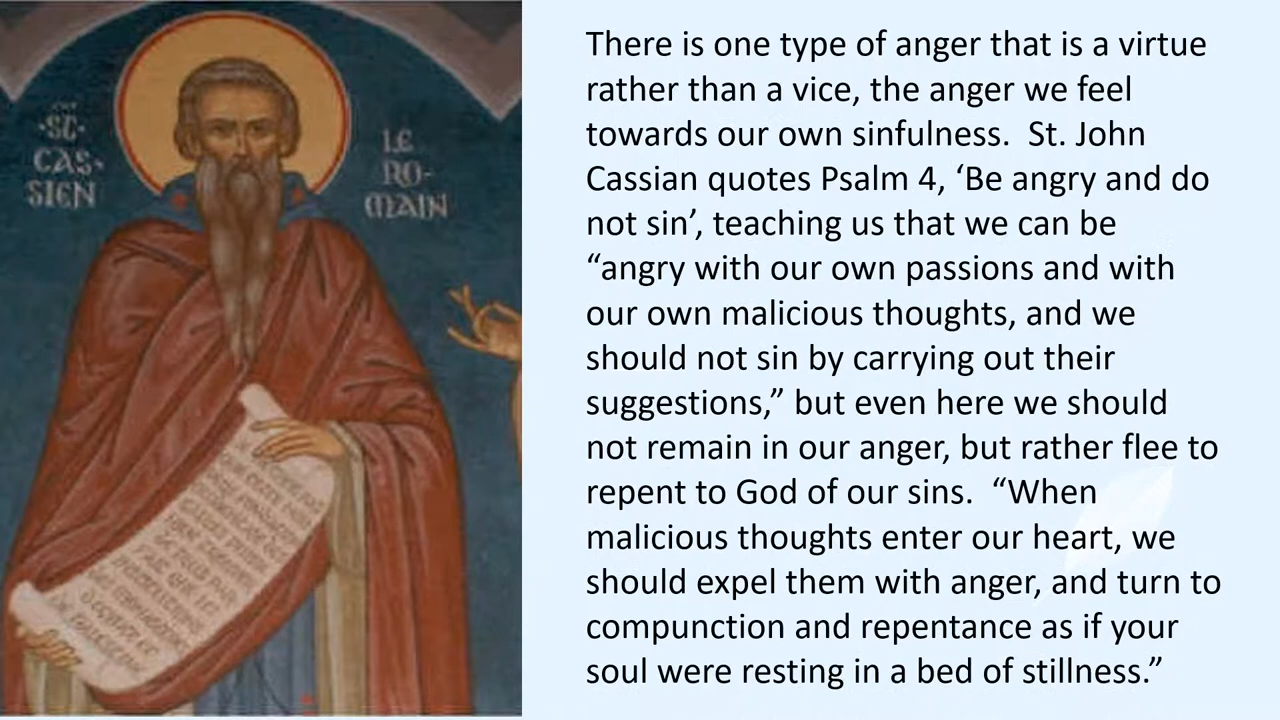 ·SC·
CAS·
SIEN
LE
RO-
MAIN
There is one type of anger that is a virtue
rather than a vice, the anger we feel
towards our own sinfulness.  St. John
Cassian quotes Psalm 4, ‘Be angry and do
not sin’, teaching us that we can be
“angry with our own passions and with
our own malicious thoughts, and we
should not sin by carrying out their
suggestions,” but even here we should
not remain in our anger, but rather flee to
repent to God of our sins.  “When
malicious thoughts enter our heart, we
should expel them with anger, and turn to
compunction and repentance as if your
soul were resting in a bed of stillness.”